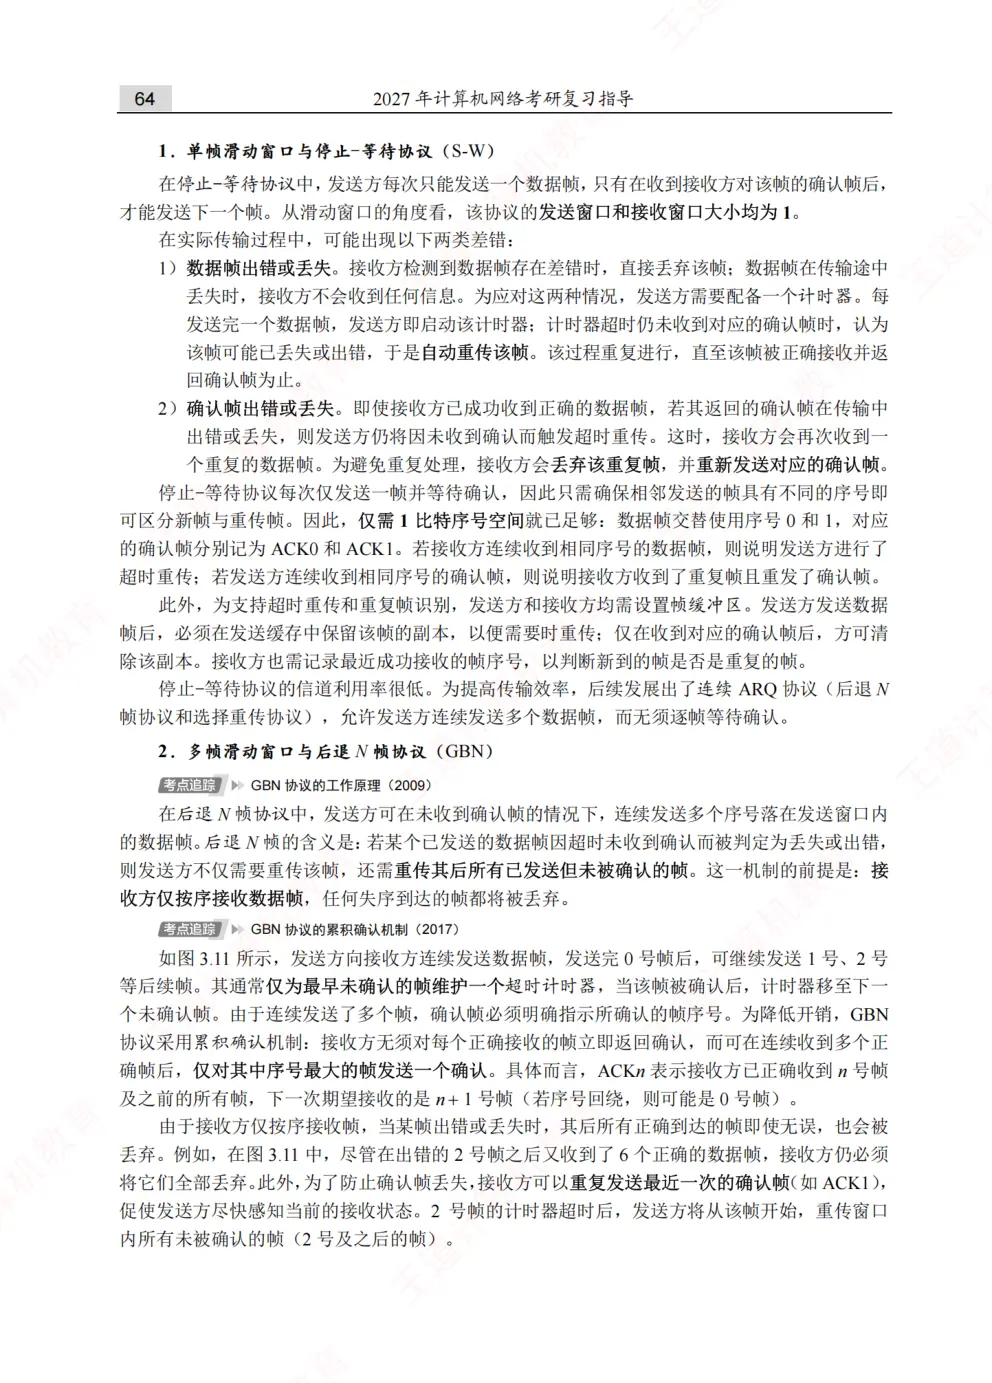 64
2027 年计算机网络考研复习指导
1．单帧滑动窗口与停止-等待协议（S-W）
在停止-等待协议中，发送方每次只能发送一个数据帧，只有在收到接收方对该帧的确认帧后，
才能发送下一个帧。从滑动窗口的角度看，该协议的发送窗口和接收窗口大小均为 1。
在实际传输过程中，可能出现以下两类差错：
1）数据帧出错或丢失。接收方检测到数据帧存在差错时，直接丢弃该帧；数据帧在传输途中
丢失时，接收方不会收到任何信息。为应对这两种情况，发送方需要配备一个计时器。每
发送完一个数据帧，发送方即启动该计时器；计时器超时仍未收到对应的确认帧时，认为
该帧可能已丢失或出错，于是自动重传该帧。该过程重复进行，直至该帧被正确接收并返
回确认帧为止。
2）确认帧出错或丢失。即使接收方已成功收到正确的数据帧，若其返回的确认帧在传输中
出错或丢失，则发送方仍将因未收到确认而触发超时重传。这时，接收方会再次收到一
个重复的数据帧。为避免重复处理，接收方会丢弃该重复帧，并重新发送对应的确认帧。
停止-等待协议每次仅发送一帧并等待确认，因此只需确保相邻发送的帧具有不同的序号即
可区分新帧与重传帧。因此，仅需 1 比特序号空间就已足够：数据帧交替使用序号 0 和 1，对应
的确认帧分别记为 ACK0 和 ACK1。若接收方连续收到相同序号的数据帧，则说明发送方进行了
超时重传；若发送方连续收到相同序号的确认帧，则说明接收方收到了重复帧且重发了确认帧。
此外，为支持超时重传和重复帧识别，发送方和接收方均需设置帧缓冲区。发送方发送数据
帧后，必须在发送缓存中保留该帧的副本，以便需要时重传；仅在收到对应的确认帧后，方可清
除该副本。接收方也需记录最近成功接收的帧序号，以判断新到的帧是否是重复的帧。
停止-等待协议的信道利用率很低。为提高传输效率，后续发展出了连续 ARQ 协议（后退 N
帧协议和选择重传协议），允许发送方连续发送多个数据帧，而无须逐帧等待确认。
2．多帧滑动窗口与后退 N 帧协议（GBN）
考点追踪 GBN 协议的工作原理（2009）
在后退 N 帧协议中，发送方可在未收到确认帧的情况下，连续发送多个序号落在发送窗口内
的数据帧。后退 N 帧的含义是：若某个已发送的数据帧因超时未收到确认而被判定为丢失或出错，
则发送方不仅需要重传该帧，还需重传其后所有已发送但未被确认的帧。这一机制的前提是：接
收方仅按序接收数据帧，任何失序到达的帧都将被丢弃。
考点追踪 GBN 协议的累积确认机制（2017）
如图 3.11 所示，发送方向接收方连续发送数据帧，发送完 0 号帧后，可继续发送 1 号、2 号
等后续帧。其通常仅为最早未确认的帧维护一个超时计时器，当该帧被确认后，计时器移至下一
个未确认帧。由于连续发送了多个帧，确认帧必须明确指示所确认的帧序号。为降低开销，GBN
协议采用累积确认机制：接收方无须对每个正确接收的帧立即返回确认，而可在连续收到多个正
确帧后，仅对其中序号最大的帧发送一个确认。具体而言，ACKn 表示接收方已正确收到 n 号帧
及之前的所有帧，下一次期望接收的是 n + 1 号帧（若序号回绕，则可能是 0 号帧）。
由于接收方仅按序接收帧，当某帧出错或丢失时，其后所有正确到达的帧即使无误，也会被
丢弃。例如，在图 3.11 中，尽管在出错的 2 号帧之后又收到了 6 个正确的数据帧，接收方仍必须
将它们全部丢弃。此外，为了防止确认帧丢失，接收方可以重复发送最近一次的确认帧（如 ACK1），
促使发送方尽快感知当前的接收状态。2 号帧的计时器超时后，发送方将从该帧开始，重传窗口
内所有未被确认的帧（2 号及之后的帧）。